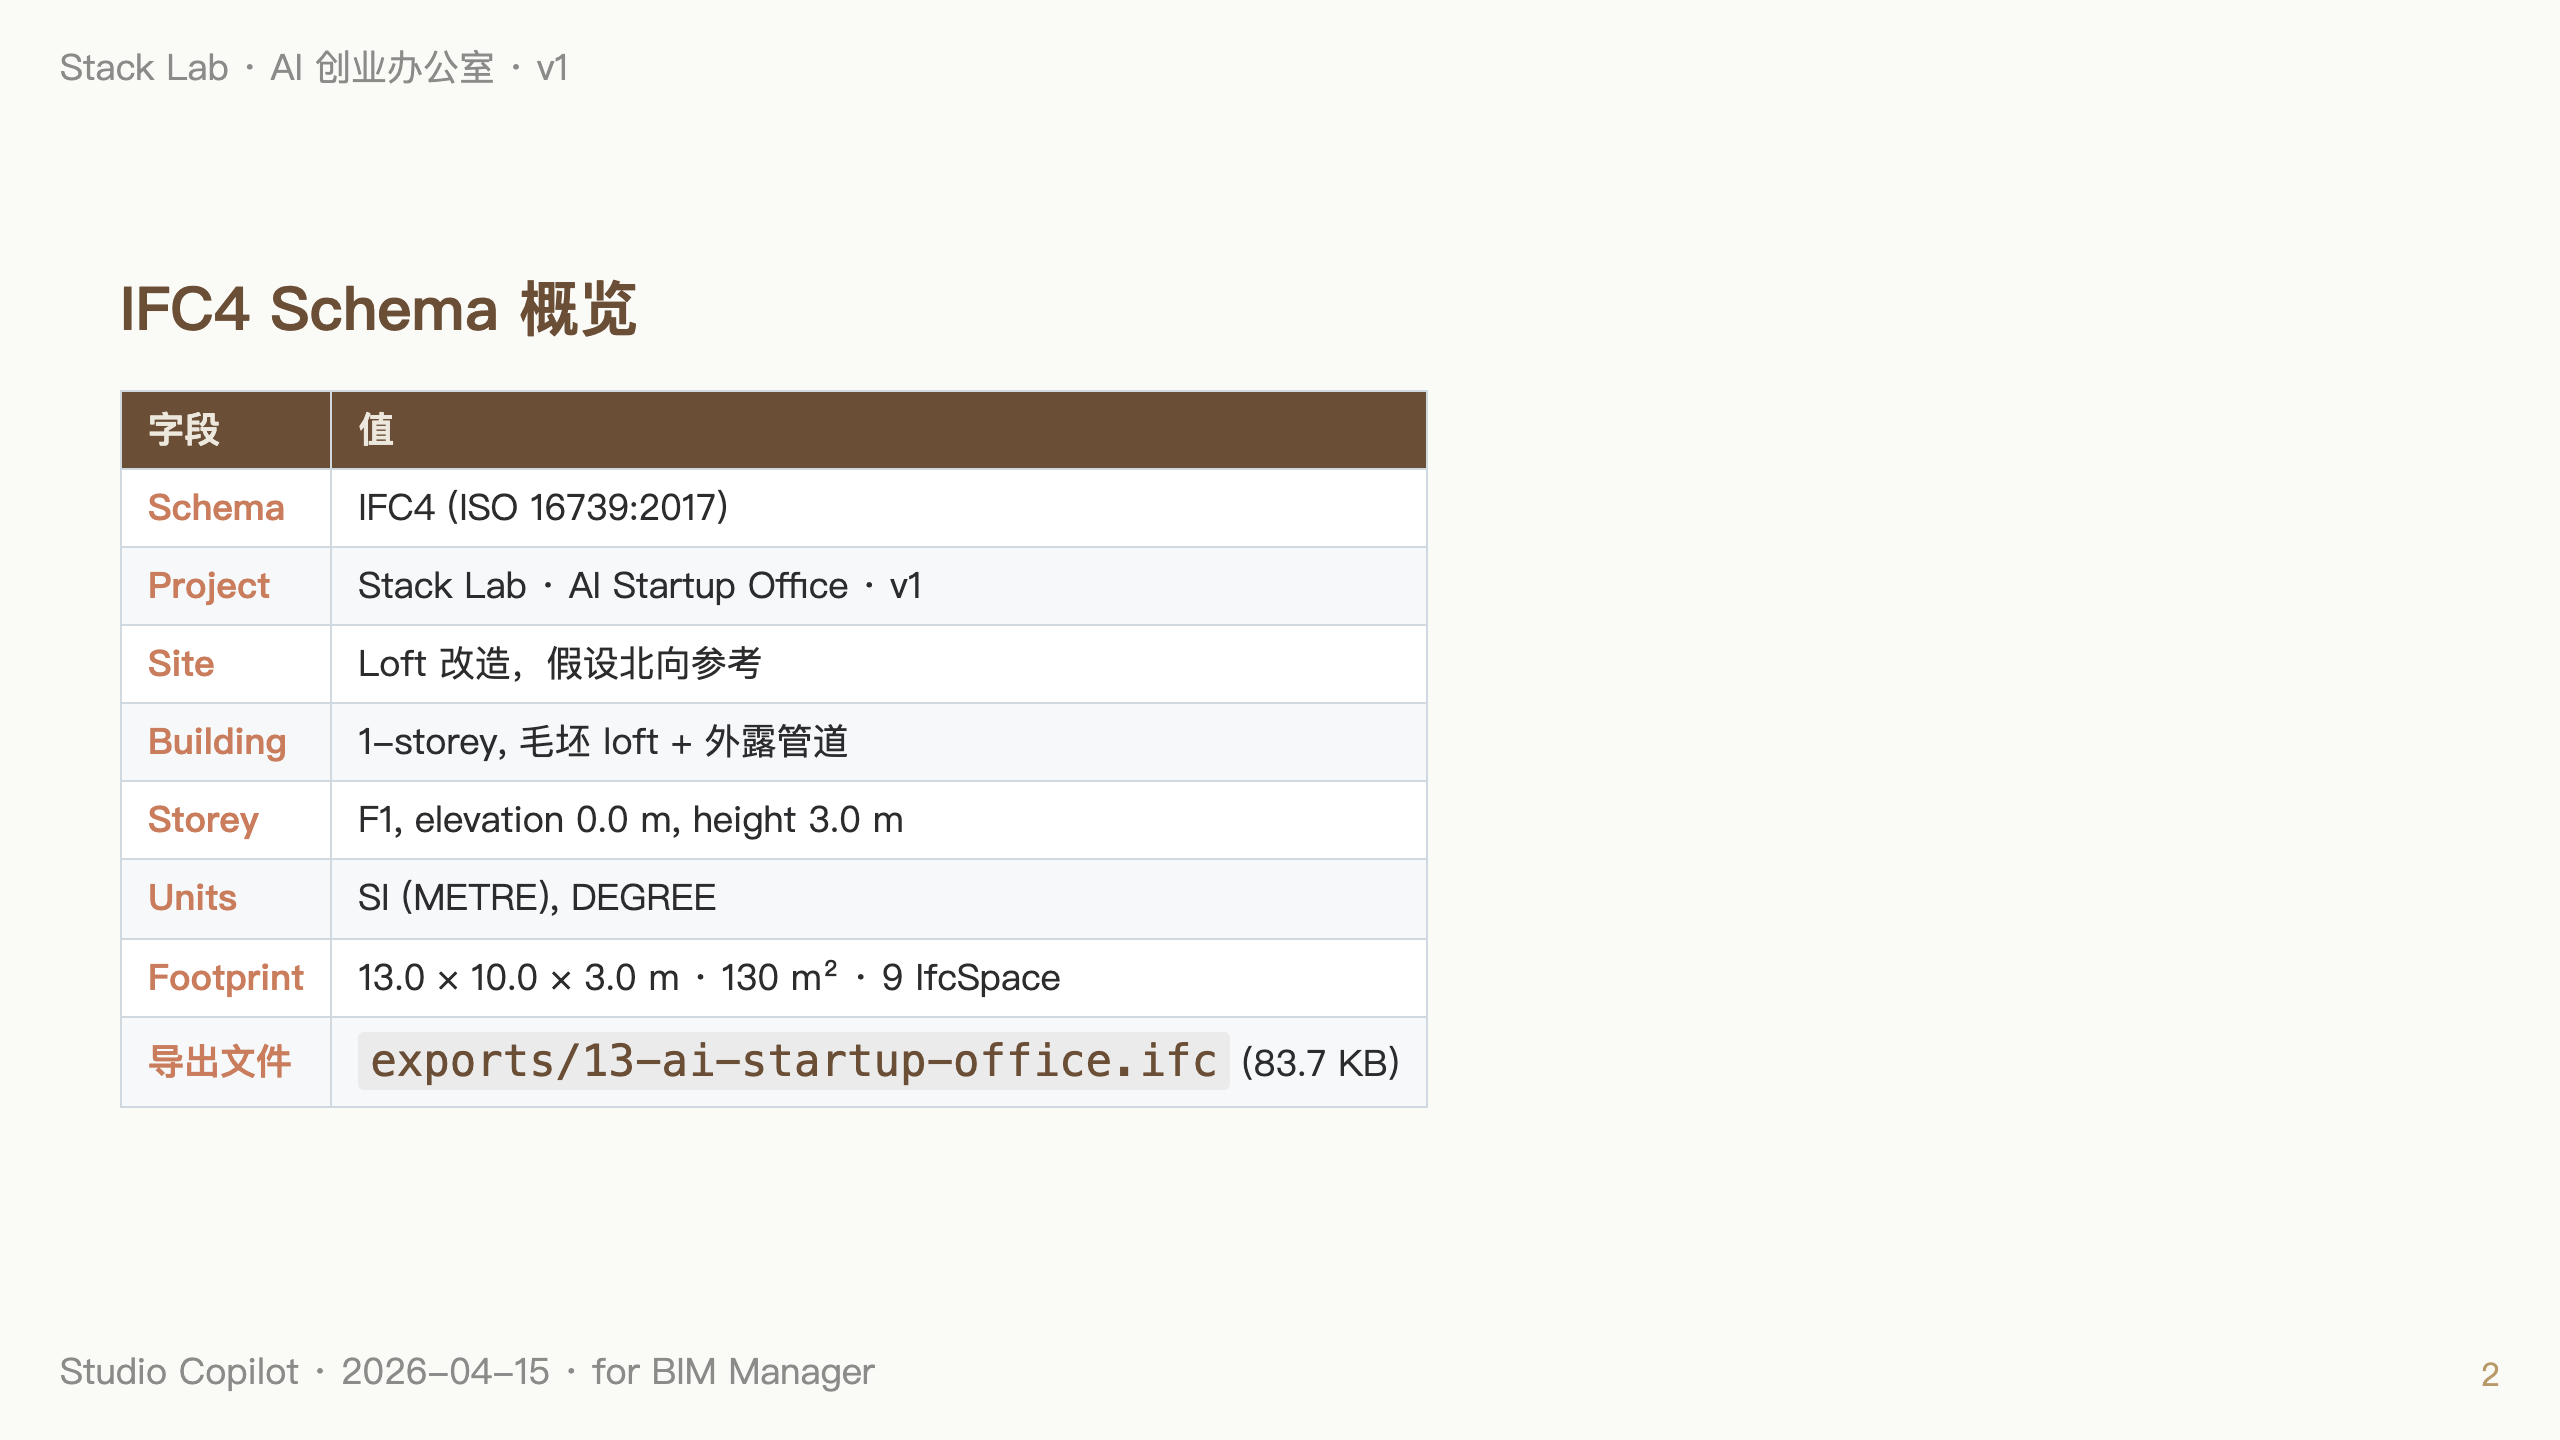 Stack Lab · AI 创业办公室 · v1
IFC4 Schema 概览
字段 值
Schema IFC4 (ISO 16739:2017)
Project Stack Lab · AI Startup Office · v1
Site Loft 改造，假设北向参考
Building 1-storey, 毛坯 loft + 外露管道
Storey F1, elevation 0.0 m, height 3.0 m
Units SI (METRE), DEGREE
Footprint 13.0 × 10.0 × 3.0 m · 130 m² · 9 IfcSpace
导出文件 exports/13-ai-startup-office.ifc (83.7 KB)
Studio Copilot · 2026-04-15 · for BIM Manager
2